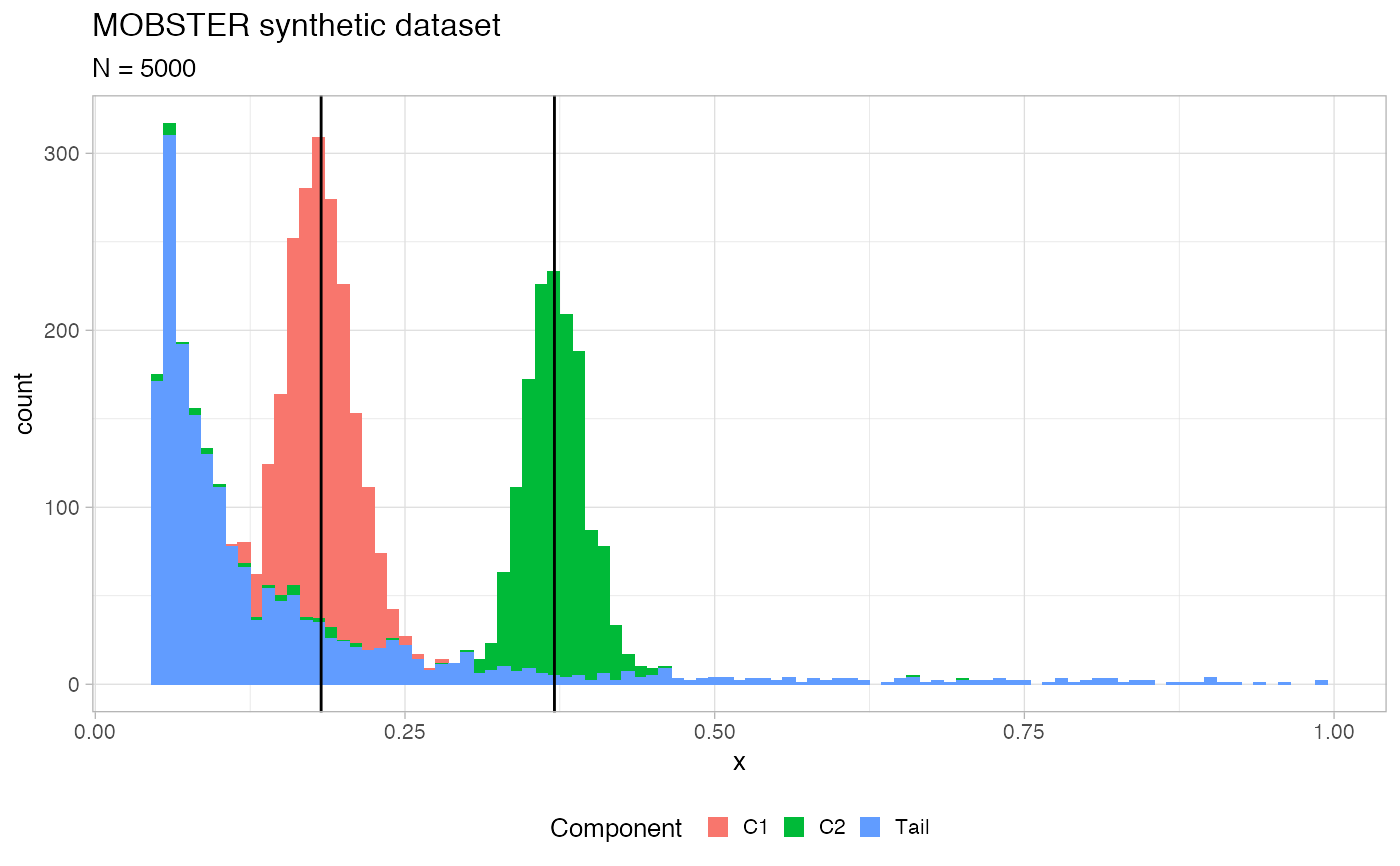 MOBSTER synthetic dataset
N = 5000
300
200
100
0
count
0.00 0.25 0.50 0.75 1.00
x
Component C1 C2 Tail